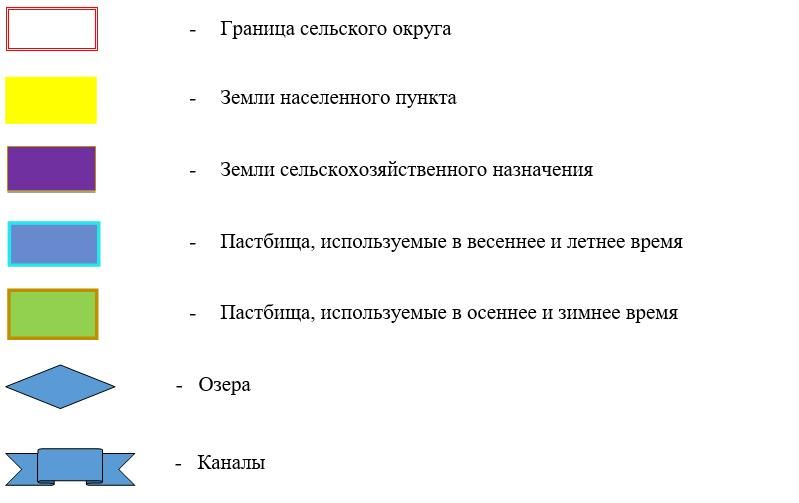 - Граница сельского округа
- Земли населенного пункта
- Земли сельскохозяйственного назначения
- Пастбища, используемые в весеннее и летнее время
- Пастбища, используемые в осеннее и зимнее время
- Озера
- Каналы